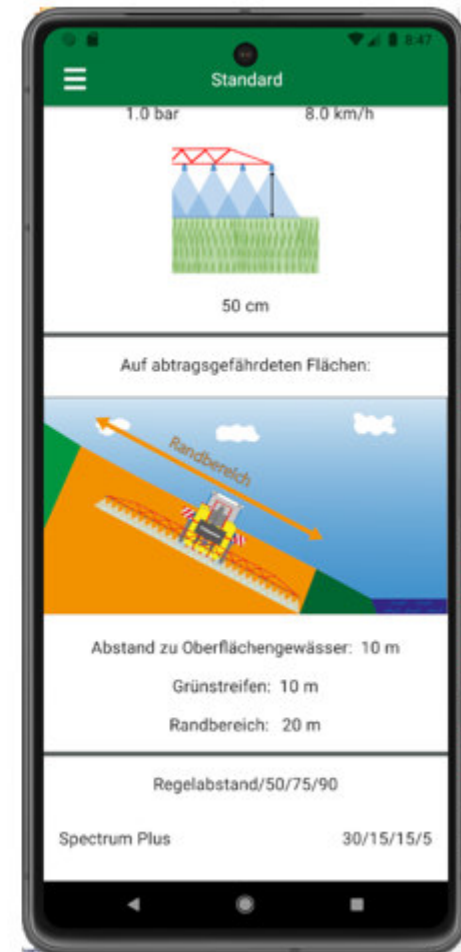 8:47
Standard
1.0 bar 8.0 km/h
50 cm
Auf abtragsgefährdeten Flächen:
Randbereich
Abstand zu Oberflächengewässer: 10 m
Grünstreifen: 10 m
Randbereich: 20 m
Regelabstand/50/75/90
Spectrum Plus 30/15/15/5